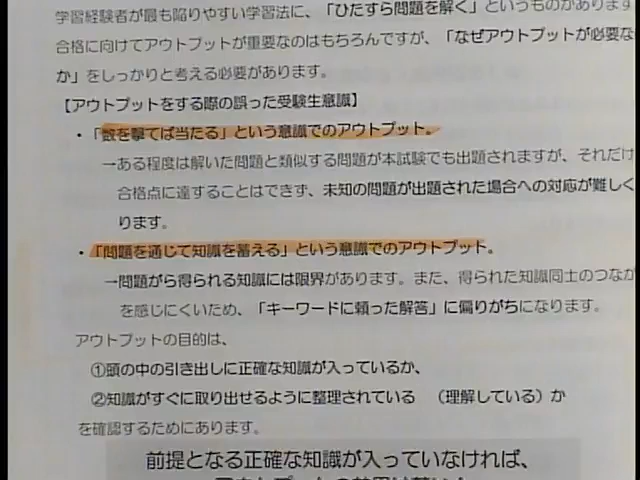 学習経験者が最も陥りやすい学習法に、「ひたすら問題を解く」というものがあります
合格に向けてアウトプットが重要なのはもちろんですが、「なぜアウトプットが必要な
か」をしっかりと考える必要があります。
【アウトプットをする際の誤った受験生意識】
・「数を撃てば当たる」という意識でのアウトプット。
→ある程度は解いた問題と類似する問題が本試験でも出題されますが、それだけ
合格点に達することはできず、未知の問題が出題された場合への対応が難しく
ります。
・「問題を通じて知識を蓄える」という意識でのアウトプット。
→問題がら得られる知識には限界があります。また、得られた知識同士のつなが
を感じにくいため、「キーワードに頼った解答」に偏りがちになります。
アウトプットの目的は、
①頭の中の引き出しに正確な知識が入っているか、
②知識がすぐに取り出せるように整理されている （理解している）か
を確認するためにあります。
前提となる正確な知識が入っていなければ、